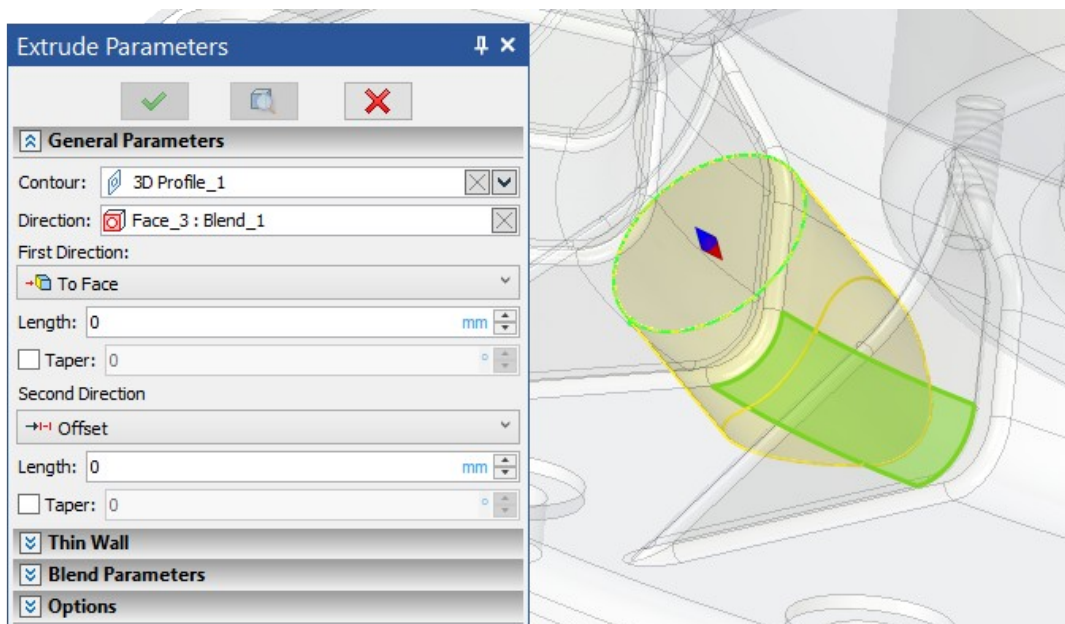 Extrude Parameters
General Parameters
Contour: 3D Profile_1
Direction: Face_3 : Blend_1
First Direction:
To Face
Length: 0 mm
Taper: 0 °
Second Direction
Offset
Length: 0 mm
Taper: 0 °
Thin Wall
Blend Parameters
Options